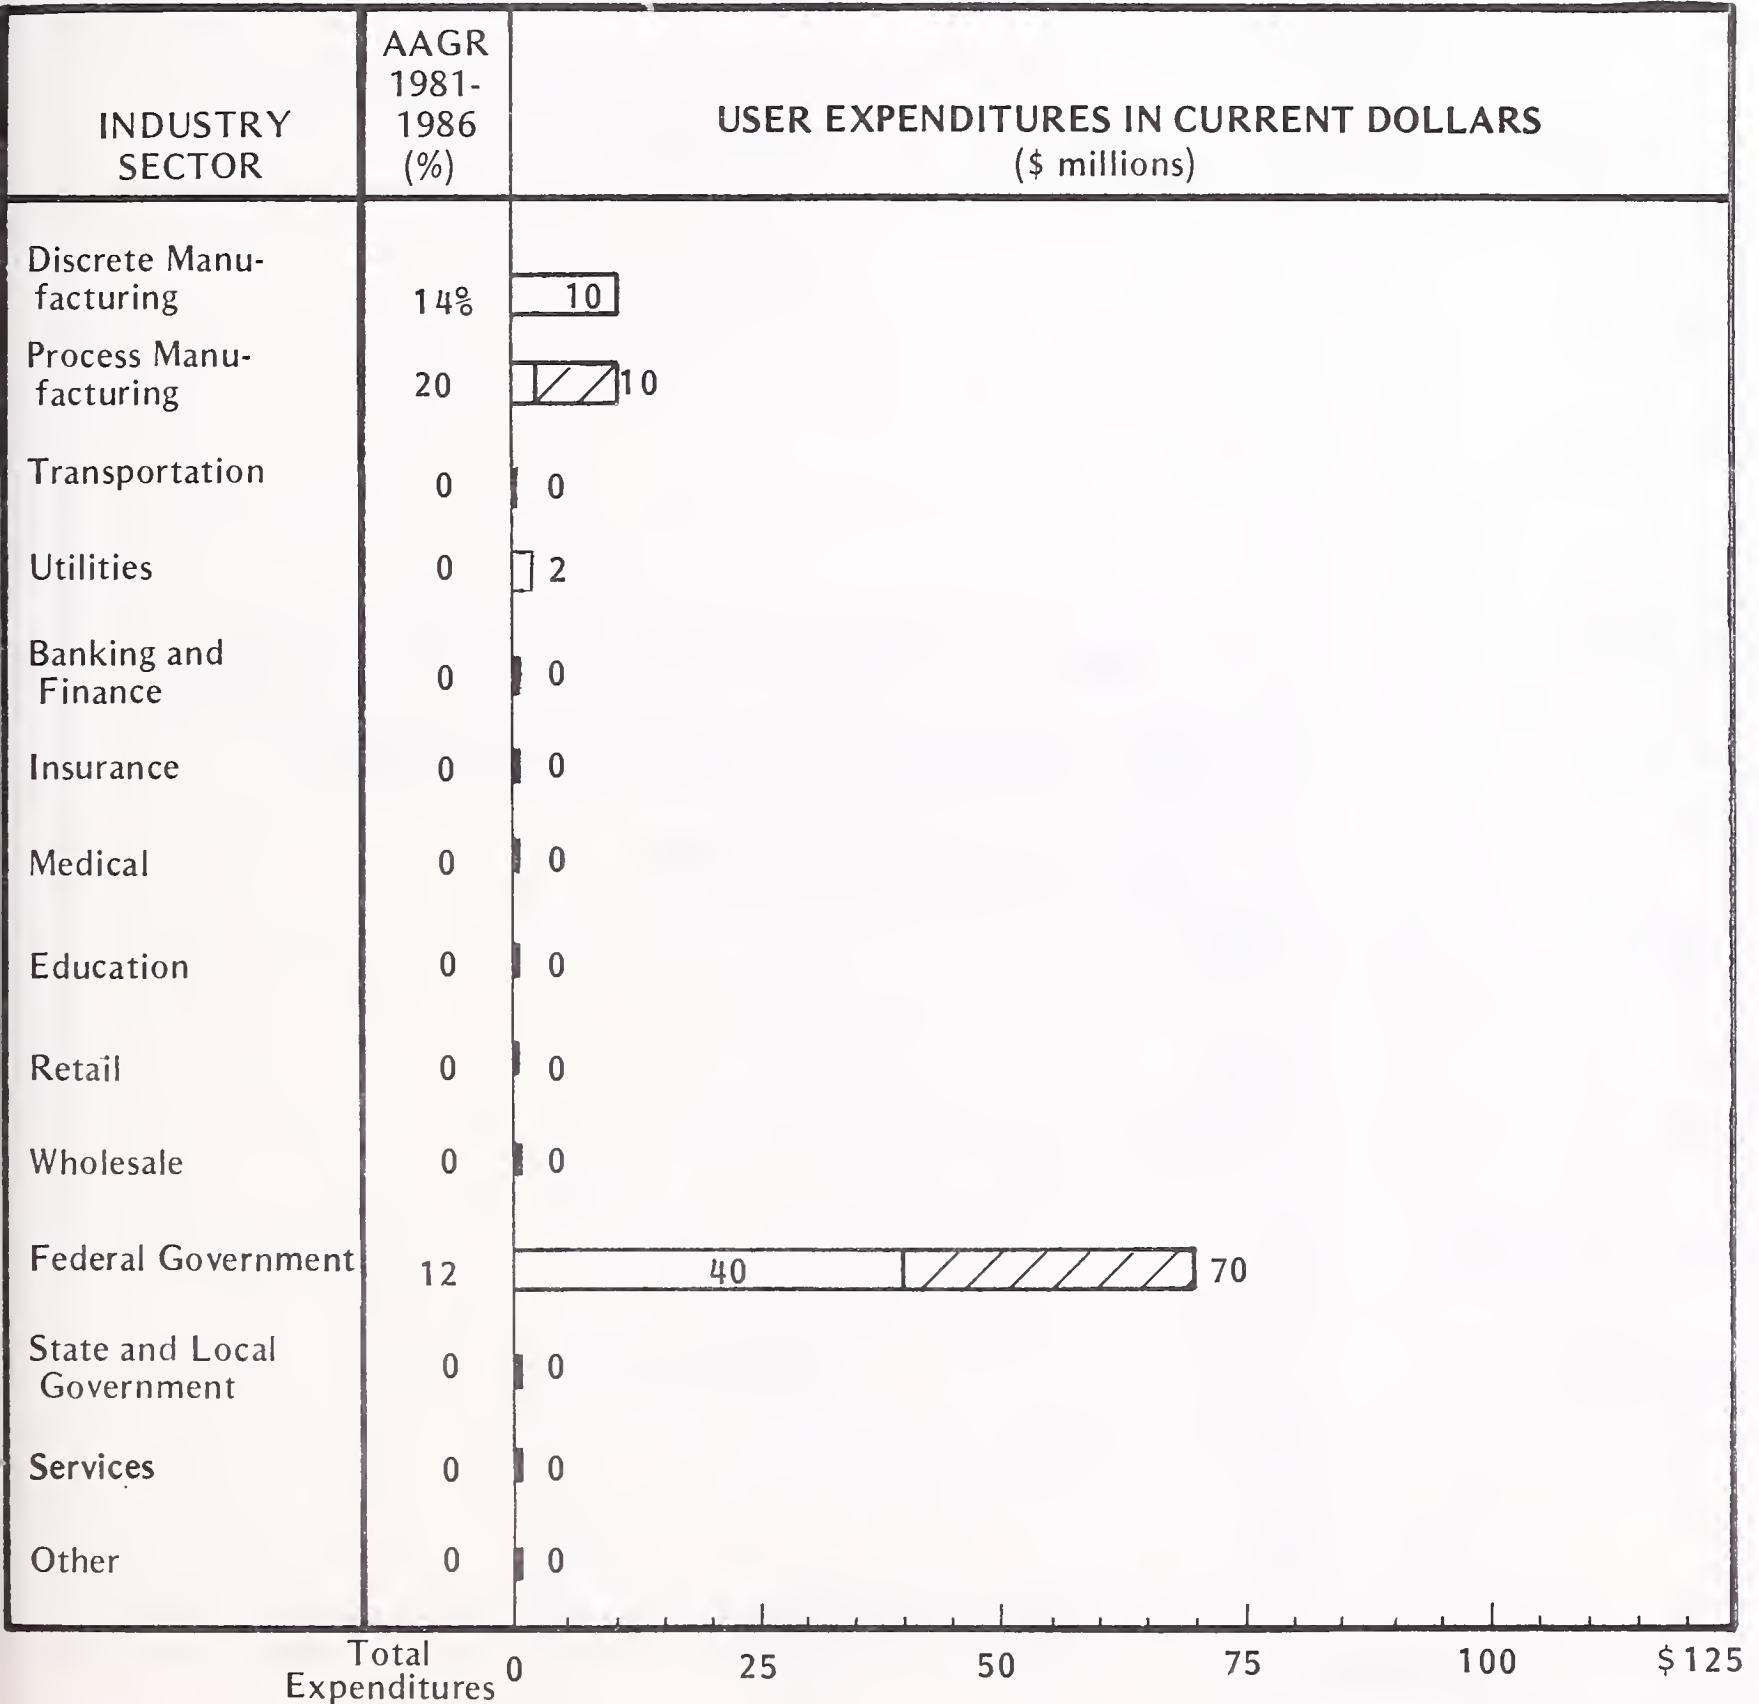 INDUSTRY
SECTOR
AAGR
1981-
1986
(%)
USER EXPENDITURES IN CURRENT DOLLARS
($ millions)
Discrete Manu-
facturing
14%
10
Process Manu-
facturing
20
10
Transportation
0
0
Utilities
0
2
Banking and
Finance
0
0
Insurance
0
0
Medical
0
0
Education
0
0
Retail
0
0
Wholesale
0
0
Federal Government
12
40
70
State and Local
Government
0
0
Services
0
0
Other
0
0
Total
Expenditures
0
25
50
75
100
$125